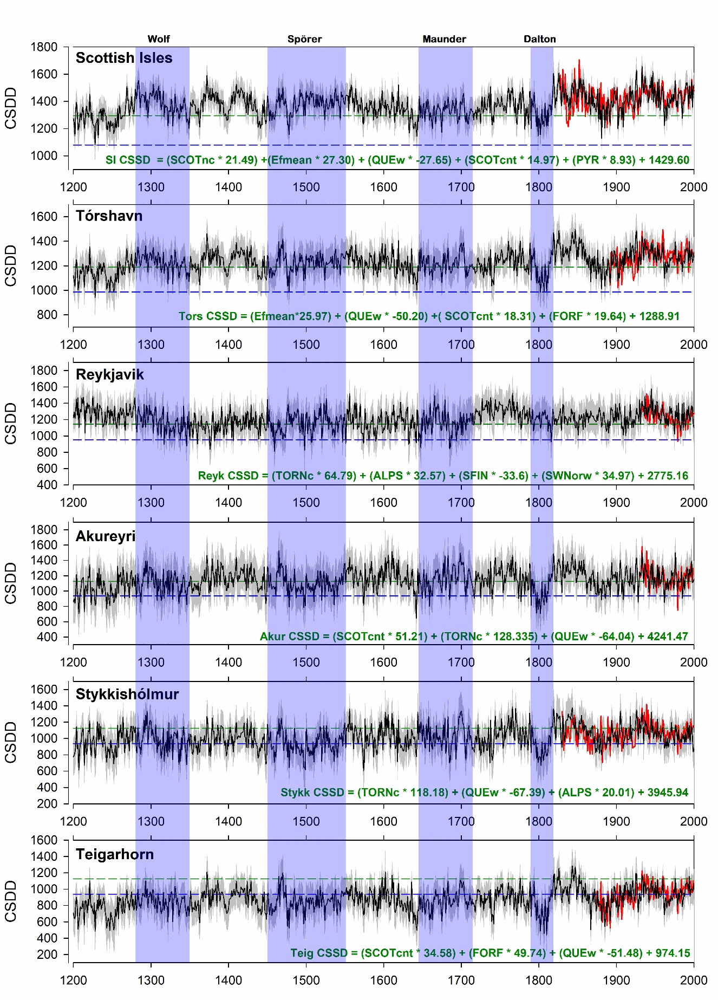 Wolf Spörer Maunder Dalton
1800
Scottish Isles
1600
1400
CSDD
1200
1000
SI CSSD = (SCOTnc * 21.49) +(Efmean * 27.30) + (QUEw * -27.65) + (SCOTcnt * 14.97) + (PYR * 8.93) + 1429.60
1200 1300 1400 1500 1600 1700 1800 1900 2000
Tórshavn
1600
1400
CSDD
1200
1000
800
Tors CSSD = (Efmean*25.97) + (QUEw * -50.20) +( SCOTcnt * 18.31) + (FORF * 19.64) + 1288.91
1200 1300 1400 1500 1600 1700 1800 1900 2000
Reykjavik
1800
1600
1400
CSDD
1200
1000
800
600
400
Reyk CSSD = (TORNc * 64.79) + (ALPS * 32.57) + (SFIN * -33.6) + (SWNorw * 34.97) + 2775.16
1200 1300 1400 1500 1600 1700 1800 1900 2000
1800
Akureyri
1600
1400
CSDD
1200
1000
800
600
400
Akur CSSD = (SCOTcnt * 51.21) + (TORNc * 128.335) + (QUEw * -64.04) + 4241.47
1200 1300 1400 1500 1600 1700 1800 1900 2000
1600
Stykkishólmur
1400
1200
CSDD
1000
800
600
400
Stykk CSSD = (TORNc * 118.18) + (QUEw * -67.39) + (ALPS * 20.01) + 3945.94
200
1200 1300 1400 1500 1600 1700 1800 1900 2000
1600
Teigarhorn
1400
1200
CSDD
1000
800
600
400
200
Teig CSSD = (SCOTcnt * 34.58) + (FORF * 49.74) + (QUEw * -51.48) + 974.15
1200 1300 1400 1500 1600 1700 1800 1900 2000